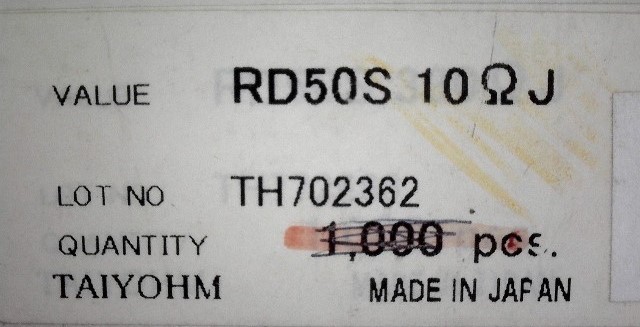 VALUE RD50S 10ΩJ
LOT NO TH702362
QUANTITY 1,000 pcs.
TAIYOHM MADE IN JAPAN